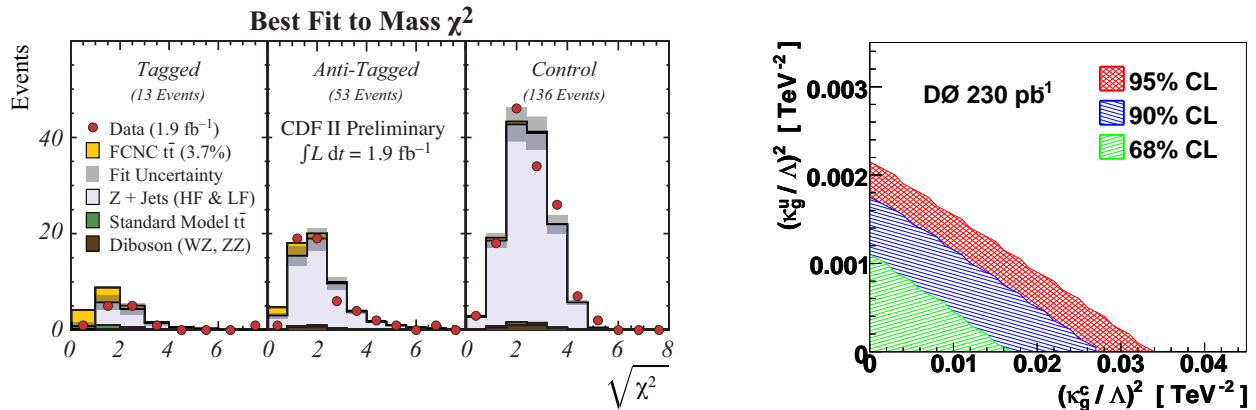 Best Fit to Mass χ²
Events
40
20
0
Tagged
(13 Events)
Data (1.9 fb⁻¹)
FCNC tt̄ (3.7%)
Fit Uncertainty
Z + Jets (HF & LF)
Standard Model tt̄
Diboson (WZ, ZZ)
Anti-Tagged
(53 Events)
CDF II Preliminary
∫L dt = 1.9 fb⁻¹
Control
(136 Events)
0 2 4 6 0 2 4 6 0 2 4 6 8
√χ²
(κᵘg / Λ)² [ TeV⁻² ]
0.003
0.002
0.001
0
DØ 230 pb¹
95% CL
90% CL
68% CL
0 0.01 0.02 0.03 0.04
(κᶜg / Λ)² [ TeV⁻² ]